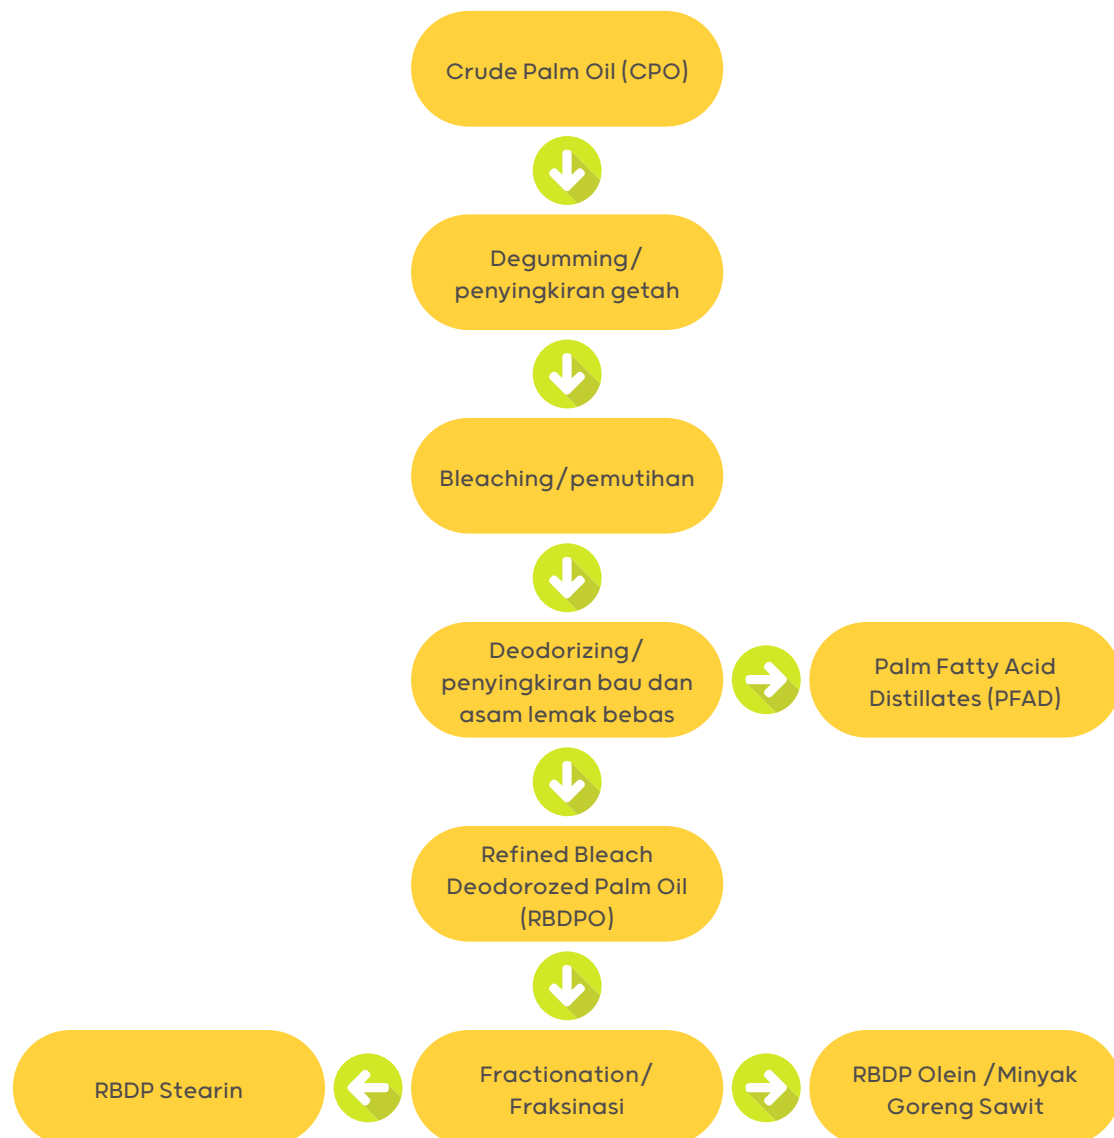 Crude Palm Oil (CPO)
Degumming/
penyingkiran getah
Bleaching/pemutihan
Deodorizing/
penyingkiran bau dan
asam lemak bebas
Palm Fatty Acid
Distillates (PFAD)
Refined Bleach
Deodorozed Palm Oil
(RBDPO)
RBDP Stearin
Fractionation/
Fraksinasi
RBDP Olein /Minyak
Goreng Sawit